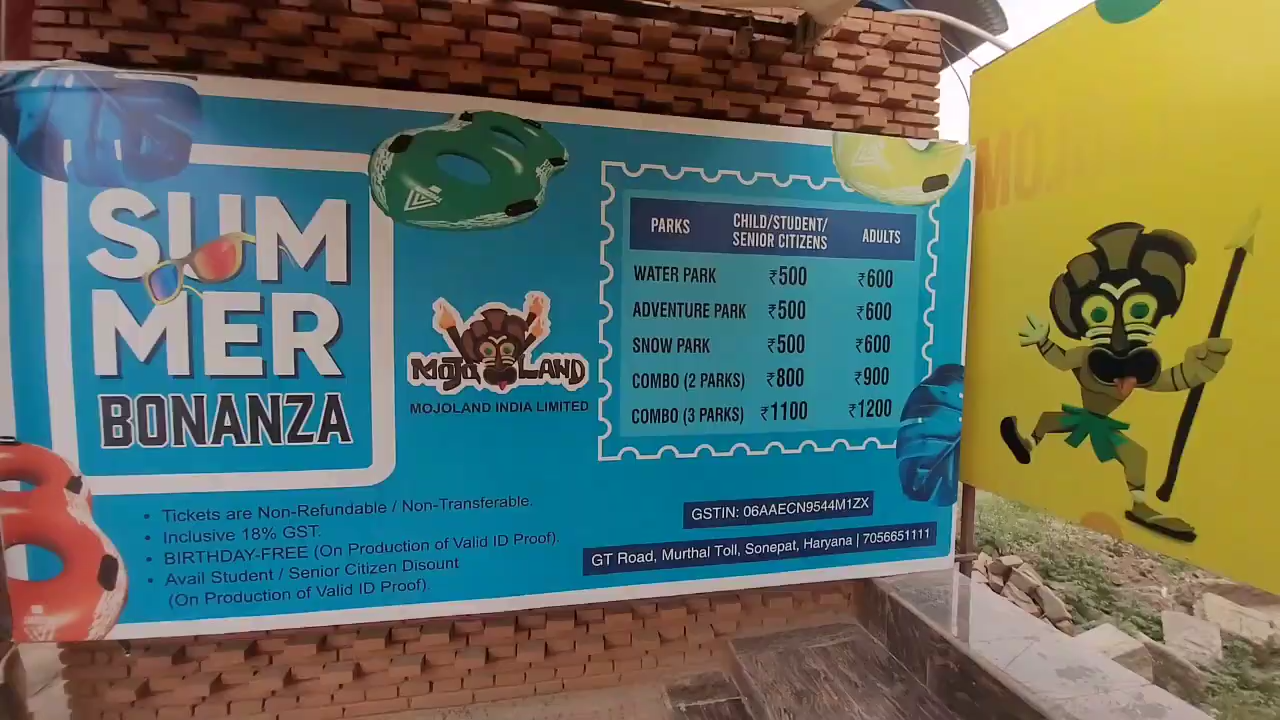 SUM
MER
BONANZA
MOJOLAND
MOJOLAND INDIA LIMITED
PARKS CHILD/STUDENT/ SENIOR CITIZENS ADULTS
WATER PARK ₹500 ₹600
ADVENTURE PARK ₹500 ₹600
SNOW PARK ₹500 ₹600
COMBO (2 PARKS) ₹800 ₹900
COMBO (3 PARKS) ₹1100 ₹1200
• Tickets are Non-Refundable / Non-Transferable.
• Inclusive 18% GST.
• BIRTHDAY-FREE (On Production of Valid ID Proof).
• Avail Student / Senior Citizen Discount
(On Production of Valid ID Proof).
GSTIN: 06AAECN9544M1ZX
GT Road, Murthal Toll, Sonepat, Haryana | 7056651111